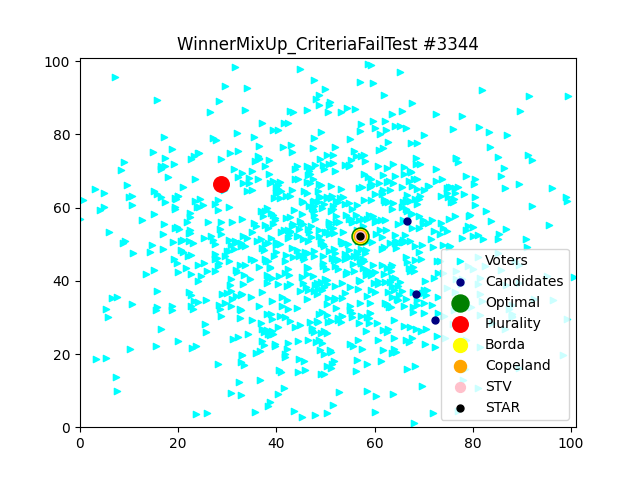 WinnerMixUp_CriteriaFailTest #3344
100
80
60
40
20
0
0 20 40 60 80 100
Voters
Candidates
Optimal
Plurality
Borda
Copeland
STV
STAR